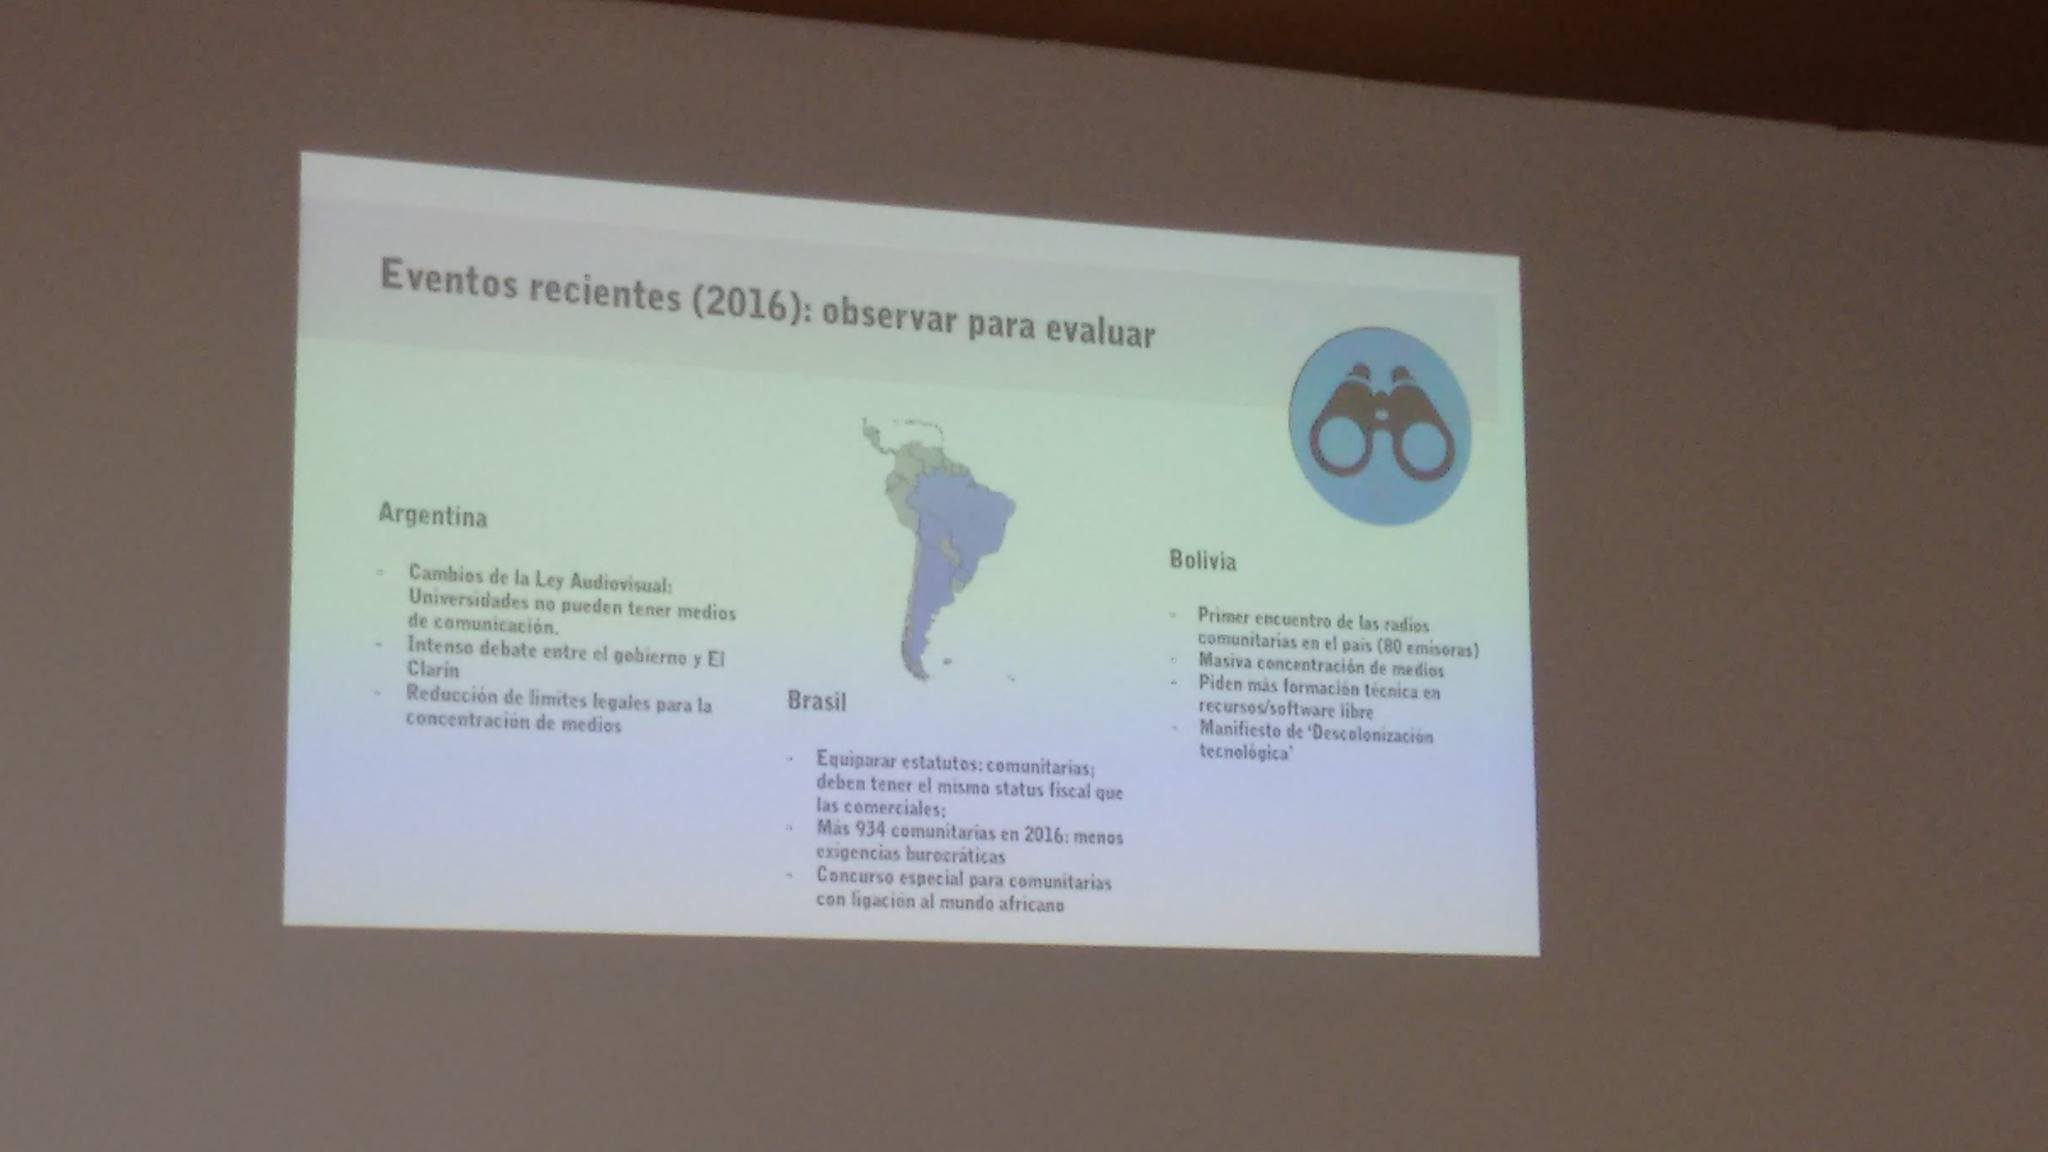 Eventos recientes (2016): observar para evaluar
Argentina
- Cambios de la Ley Audiovisual:
Universidades no pueden tener medios
de comunicación.
- Intenso debate entre el gobierno y El
Clarín
- Reducción de límites legales para la
concentración de medios
Brasil
- Equiparar estatutos: comunitarias;
deben tener el mismo status fiscal que
las comerciales;
- Más 934 comunitarias en 2016: menos
exigencias burocráticas
- Concurso especial para comunitarias
con ligación al mundo africano
Bolivia
- Primer encuentro de las radios
comunitarias en el país (80 emisoras)
- Masiva concentración de medios
- Piden más formación técnica en
recursos/software libre
- Manifiesto de 'Descolonización
tecnológica'